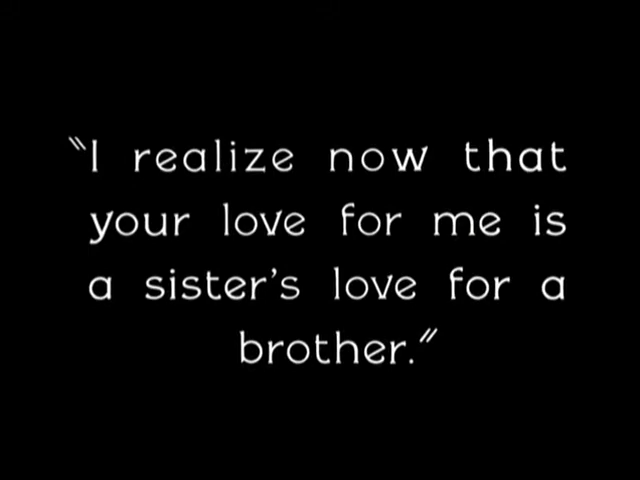 "I realize now that
your love for me is
a sister's love for a
brother."